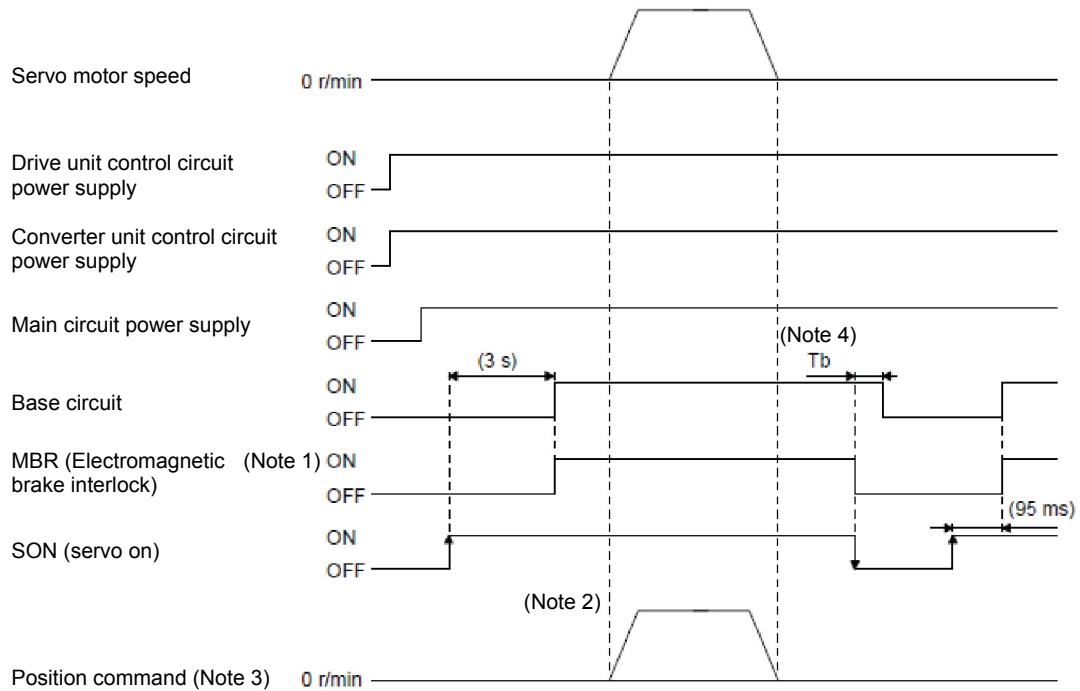 Servo motor speed 0 r/min
Drive unit control circuit power supply ON
OFF
Converter unit control circuit power supply ON
OFF
Main circuit power supply ON
OFF
(Note 4)
(3 s) Tb
Base circuit ON
OFF
MBR (Electromagnetic brake interlock) (Note 1) ON
OFF
(95 ms)
SON (servo on) ON
OFF
(Note 2)
Position command (Note 3) 0 r/min